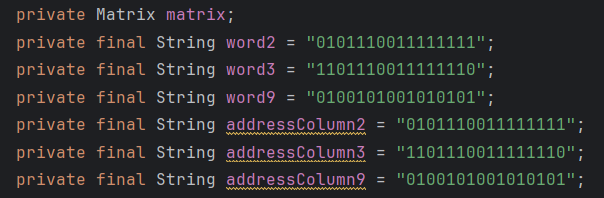 private Matrix matrix;
private final String word2 = "0101110011111111";
private final String word3 = "1101110011111110";
private final String word9 = "0100101001010101";
private final String addressColumn2 = "0101110011111111";
private final String addressColumn3 = "1101110011111110";
private final String addressColumn9 = "0100101001010101";